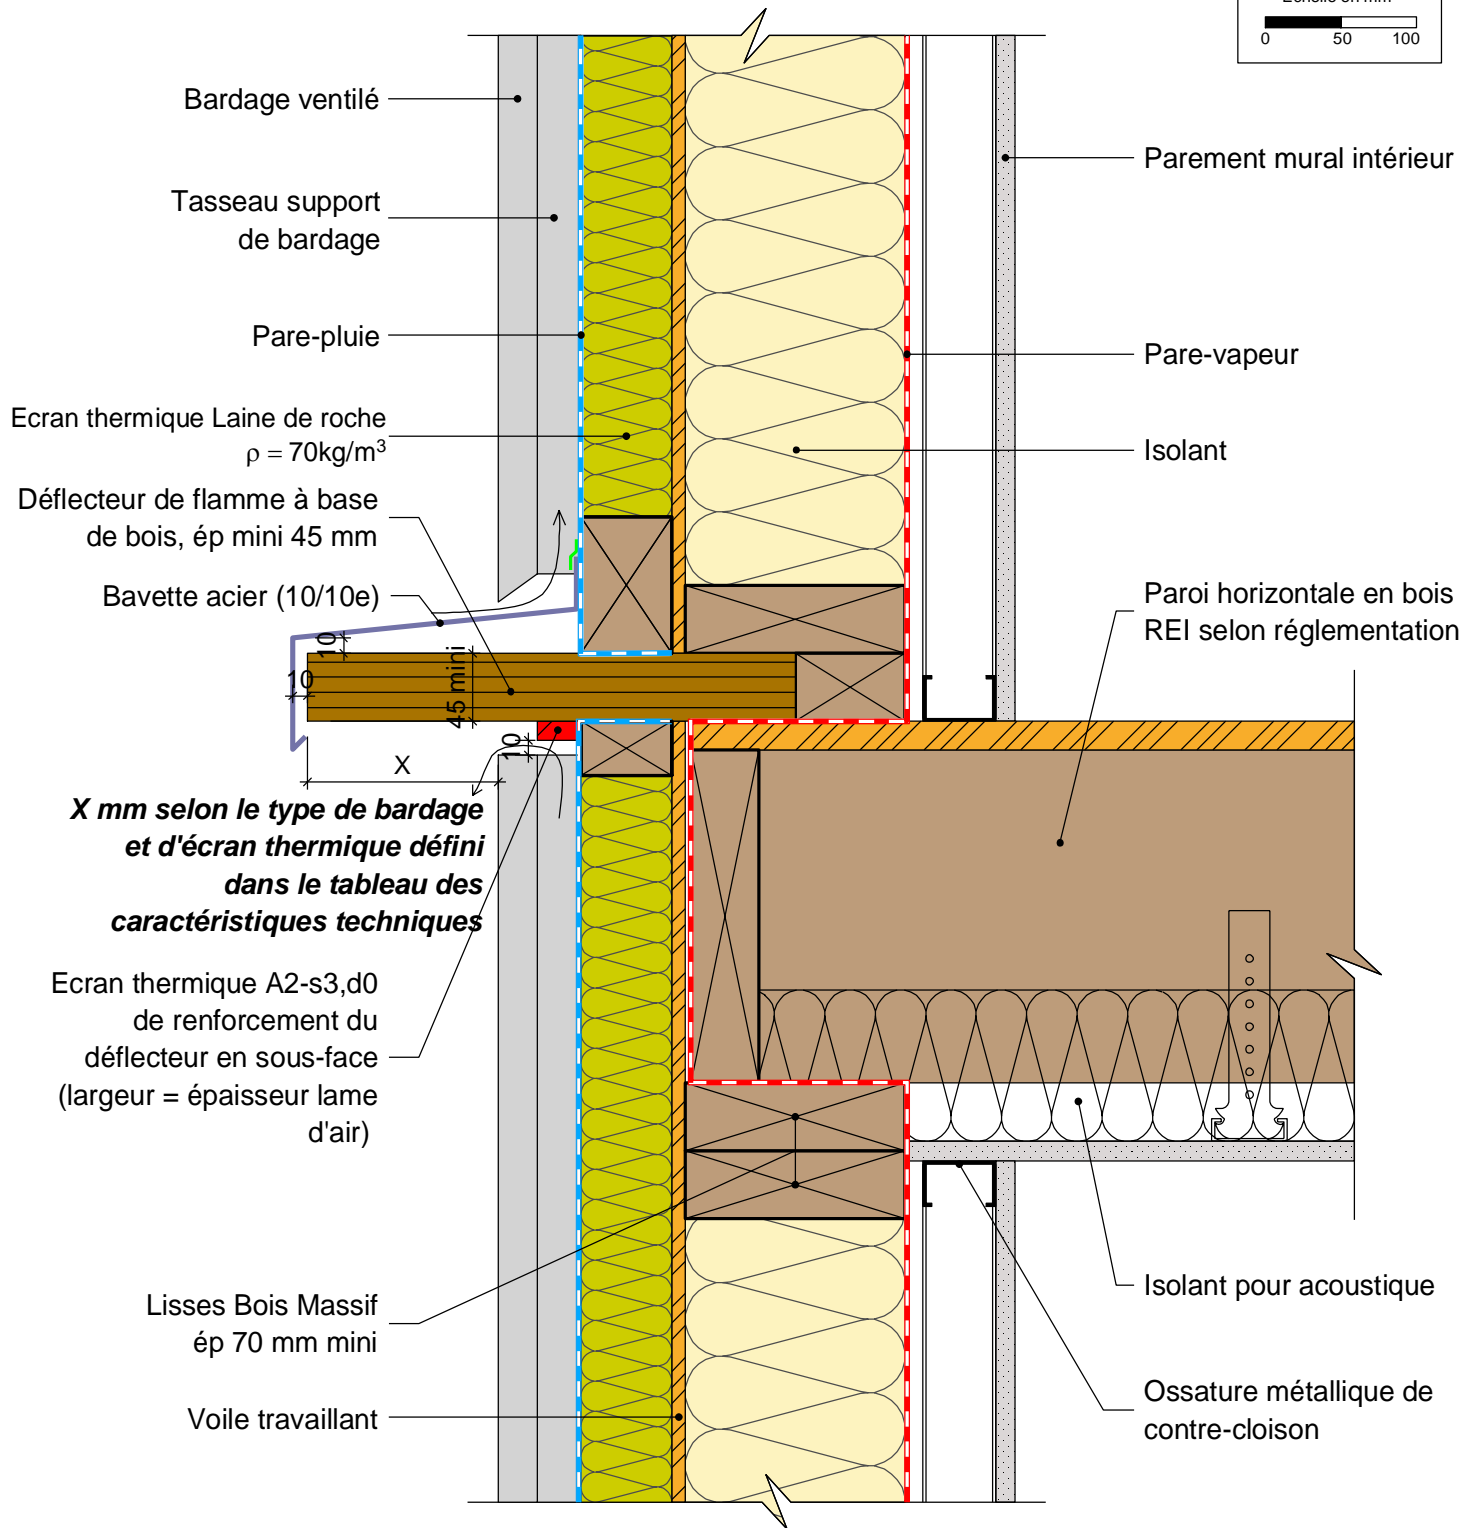 0 50 100
Bardage ventilé
Tasseau support
de bardage
Pare-pluie
Ecran thermique Laine de roche
ρ = 70kg/m³
Déflecteur de flamme à base
de bois, ép mini 45 mm
Bavette acier (10/10e)
10
10
45 mini
10
X
X mm selon le type de bardage
et d'écran thermique défini
dans le tableau des
caractéristiques techniques
Ecran thermique A2-s3,d0
de renforcement du
déflecteur en sous-face
(largeur = épaisseur lame
d'air)
Lisses Bois Massif
ép 70 mm mini
Voile travaillant
Parement mural intérieur
Pare-vapeur
Isolant
Paroi horizontale en bois
REI selon réglementation
Isolant pour acoustique
Ossature métallique de
contre-cloison